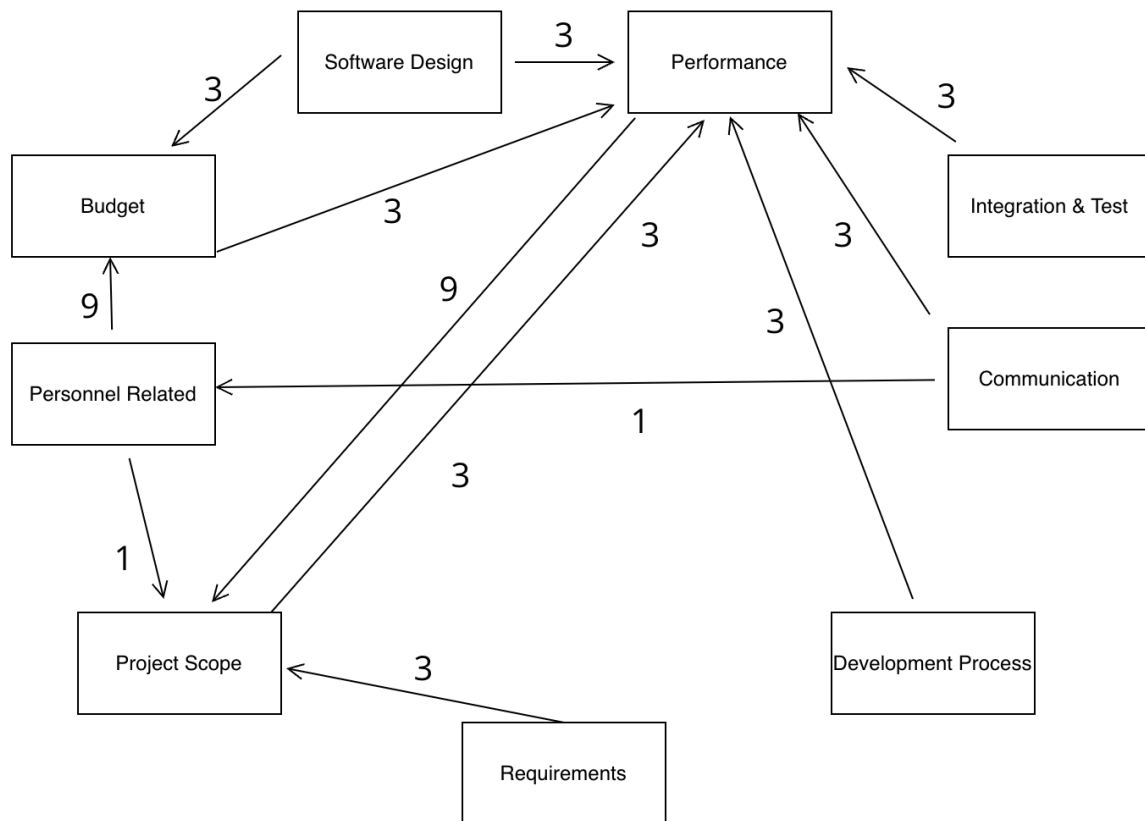 Software Design
3
Performance
3
3
Budget
3
Integration & Test
3
3
9
9
3
Personnel Related
Communication
1
3
1
Project Scope
3
Development Process
Requirements